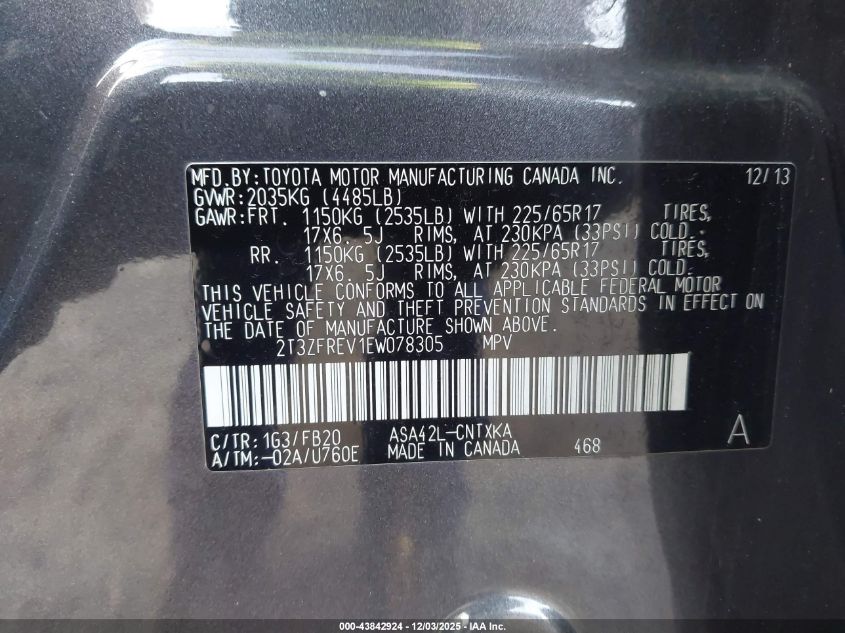 MFD.BY:TOYOTA MOTOR MANUFACTURING CANADA INC. 12/13
GVWR:2035KG (4485LB)
GAWR:FRT. 1150KG (2535LB) WITH 225/65R17 TIRES,
17X6. 5J RIMS, AT 230KPA (33PSI) COLD.
RR. 1150KG (2535LB) WITH 225/65R17 TIRES,
17X6. 5J RIMS, AT 230KPA (33PSI) COLD.
THIS VEHICLE CONFORMS TO ALL APPLICABLE FEDERAL MOTOR
VEHICLE SAFETY AND THEFT PREVENTION STANDARDS IN EFFECT ON
THE DATE OF MANUFACTURE SHOWN ABOVE.
2T3ZFREV1EW078305 MPV
C/TR:1G3/FB20 ASA42L-CNTXKA A
A/TM:-02A/U760E MADE IN CANADA 468
000-43842924 - 12/03/2025 - IAA Inc.